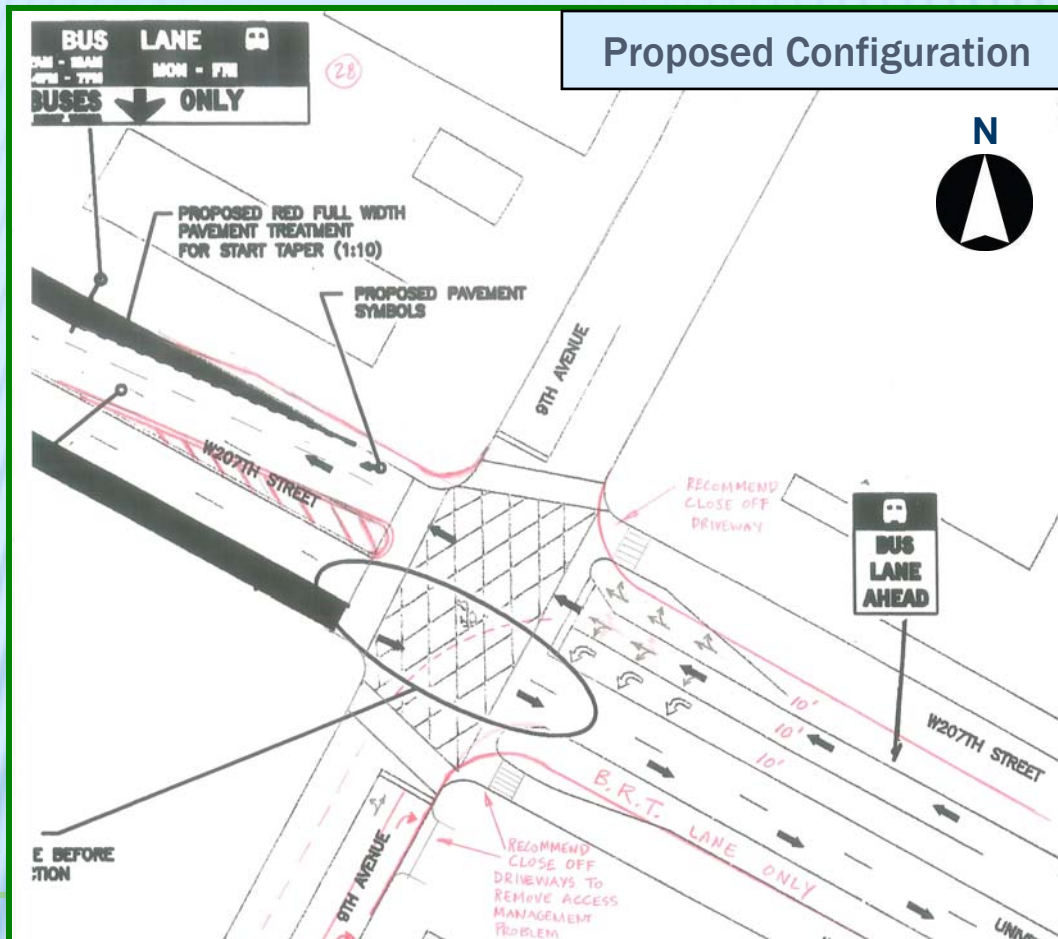 Proposed Configuration
BUS LANE
MON - FRI
BUSES ONLY
28
N
PROPOSED RED FULL WIDTH
PAVEMENT TREATMENT
FOR START TAPER (1:10)
PROPOSED PAVEMENT
SYMBOLS
9TH AVENUE
W207TH STREET
RECOMMEND
CLOSE OFF
DRIVEWAY
BUS
LANE
AHEAD
10'
10'
10'
W207TH STREET
B.R.T. LANE ONLY
E BEFORE
CTION
9TH AVENUE
RECOMMEND
CLOSE OFF
DRIVEWAYS TO
REMOVE ACCESS
MANAGEMENT
PROBLEM